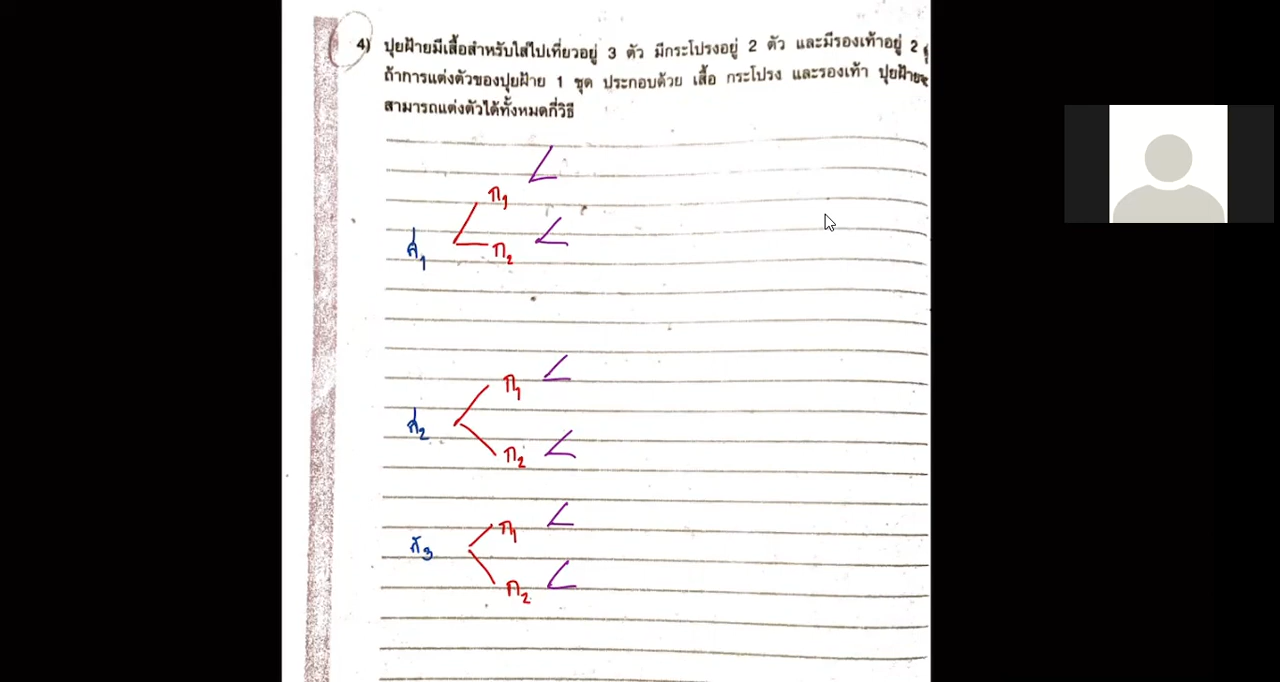 4) ปุยฝ้ายมีเสื้อสำหรับใส่ไปเที่ยวอยู่ 3 ตัว มีกระโปรงอยู่ 2 ตัว และมีรองเท้าอยู่ 2
ถ้าการแต่งตัวของปุยฝ้าย 1 ชุด ประกอบด้วย เสื้อ กระโปรง และรองเท้า ปุยฝ้าย
สามารถแต่งตัวได้ทั้งหมดกี่วิธี
ก1
ส1
ก2
ก1
ส2
ก2
ก1
ส3
ก2